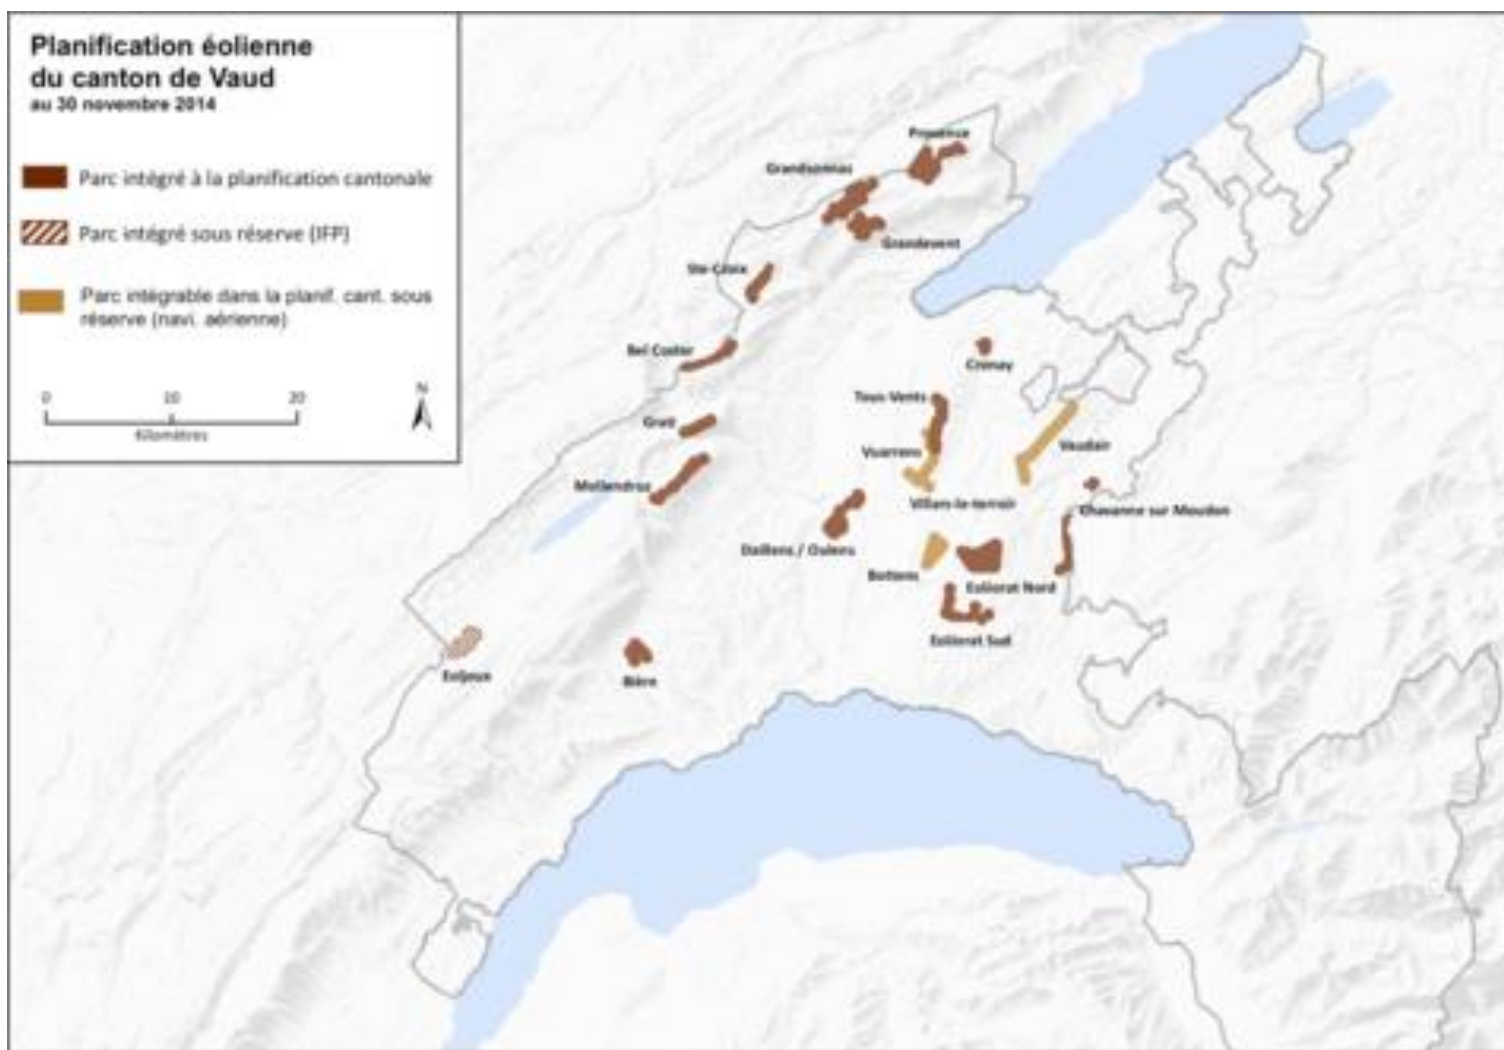 Planification éolienne
du canton de Vaud
au 30 novembre 2014
Parc intégré à la planification cantonale
Parc intégré sous réserve (IFP)
Parc intégrable dans la planif. cant. sous
réserve (navi. aérienne)
0 10 20
Kilomètres
N
Provence
Grandsonnaz
Grandevent
Ste-Croix
Bel Coster
Cronay
Tous-Vents
Grati
Vuarrens
Vaudair
Mollendruz
Villars-le-terroir
Chavanne sur Moudon
Daillens / Oulens
Bottens
Eoljorat Nord
Eoljorat Sud
Eoljoux
Bière